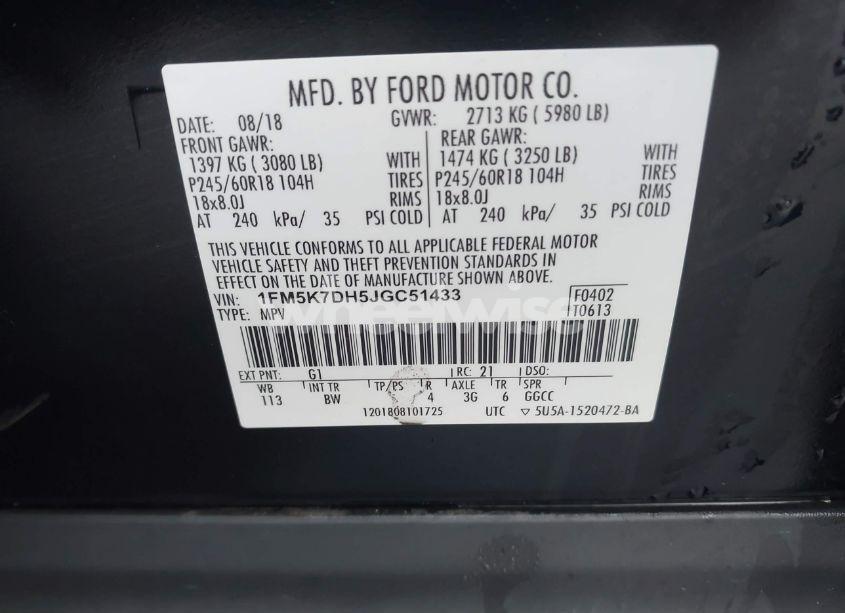 MFD. BY FORD MOTOR CO.
DATE: 08/18 GVWR: 2713 KG ( 5980 LB)
FRONT GAWR: REAR GAWR:
1397 KG ( 3080 LB) WITH 1474 KG ( 3250 LB) WITH
P245/60R18 104H TIRES P245/60R18 104H TIRES
18x8.0J RIMS 18x8.0J RIMS
AT 240 kPa/ 35 PSI COLD AT 240 kPa/ 35 PSI COLD
THIS VEHICLE CONFORMS TO ALL APPLICABLE FEDERAL MOTOR
VEHICLE SAFETY AND THEFT PREVENTION STANDARDS IN
EFFECT ON THE DATE OF MANUFACTURE SHOWN ABOVE.
VIN: 1FM5K7DH5JGC51433 F0402
TYPE: MPV T0613
wheelwise
EXT PNT: G1 RC: 21 DSO:
WB INT TR TP/PS R AXLE TR SPR
113 BW 4 3G 6 GGCC
1201808101725 UTC ▽ 5U5A-1520472-BA